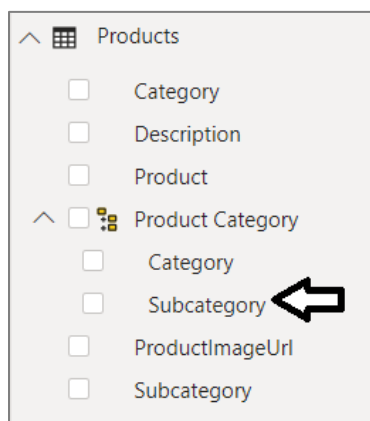 Products
Category
Description
Product
Product Category
Category
Subcategory
ProductImageUrl
Subcategory